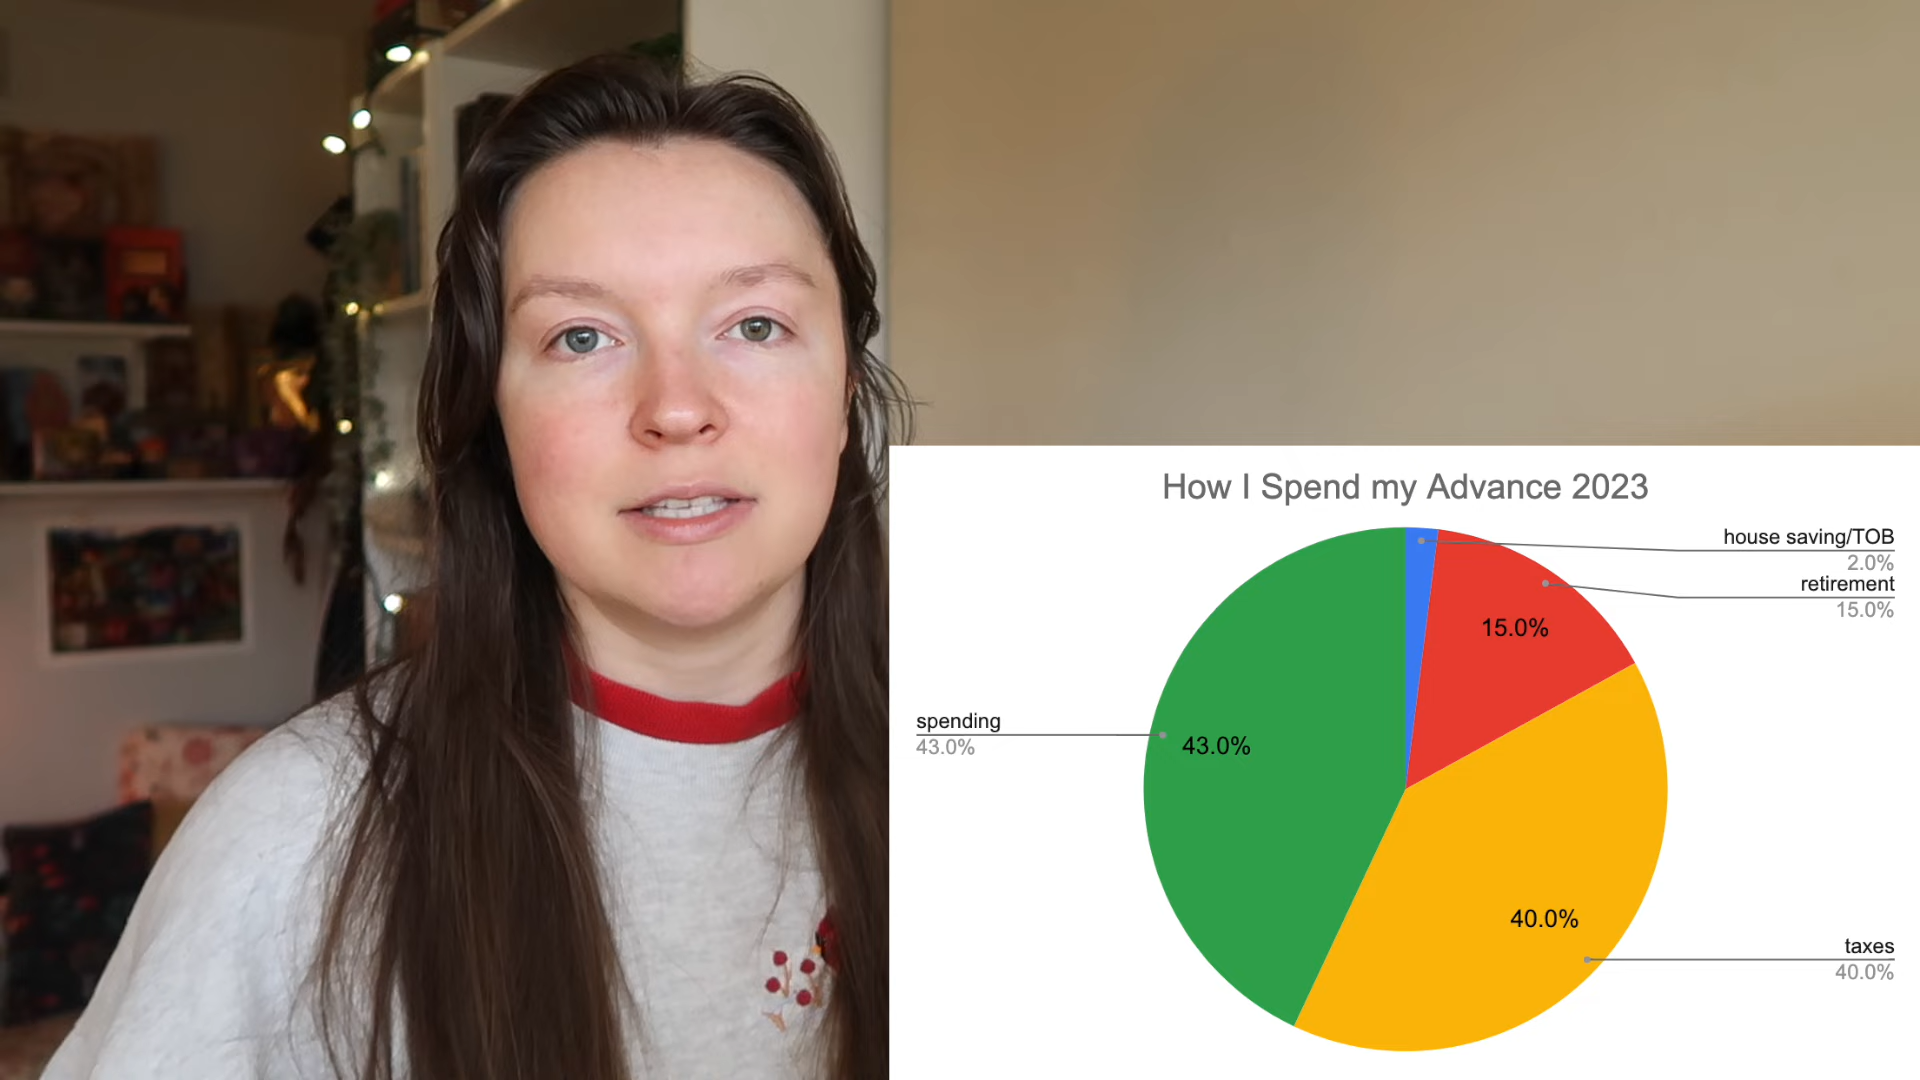 How I Spend my Advance 2023
house saving/TOB
2.0%
retirement
15.0%
15.0%
spending
43.0%
43.0%
40.0%
taxes
40.0%